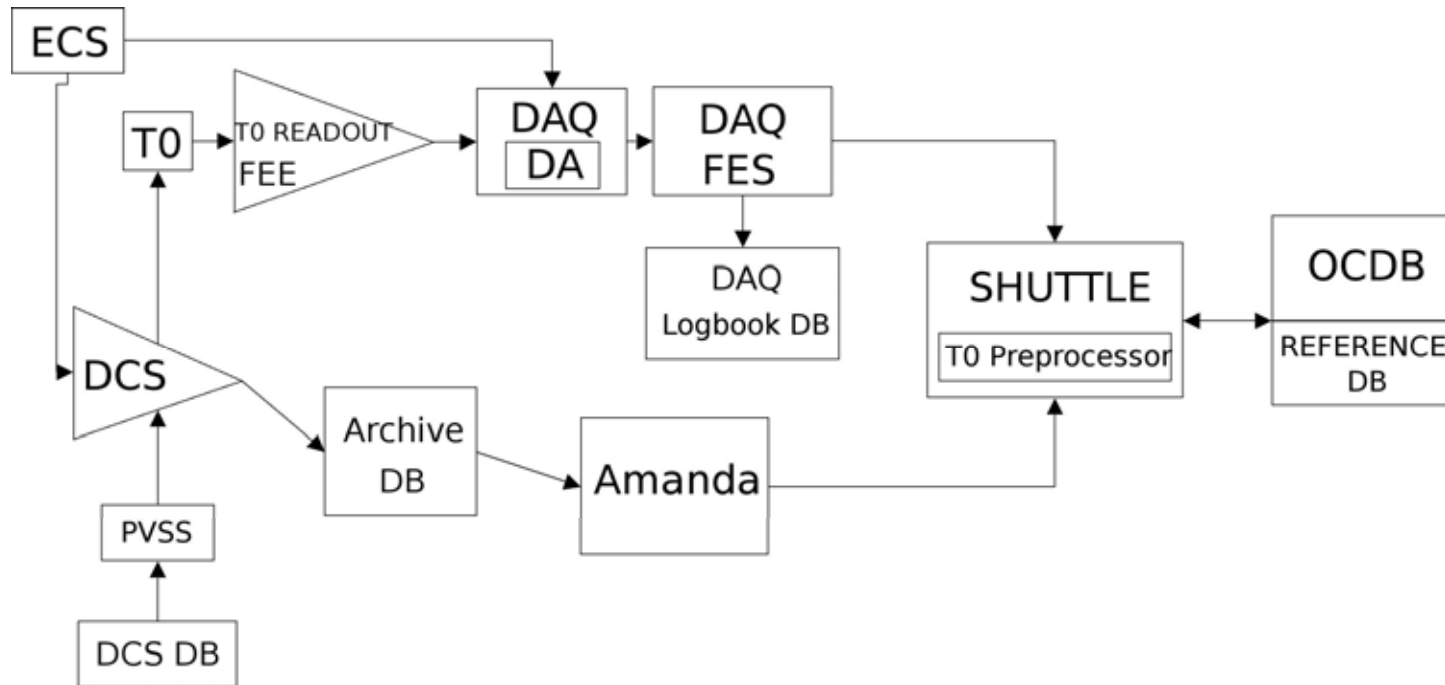 ECS
T0
T0 READOUT
FEE
DAQ
DA
DAQ
FES
DAQ
Logbook DB
SHUTTLE
T0 Preprocessor
OCDB
REFERENCE
DB
DCS
Archive
DB
Amanda
PVSS
DCS DB